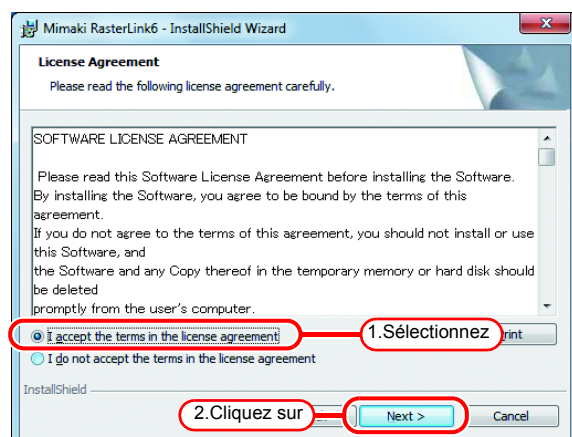 Mimaki RasterLink6 - InstallShield Wizard
License Agreement
Please read the following license agreement carefully.
SOFTWARE LICENSE AGREEMENT
Please read this Software License Agreement before installing the Software.
By installing the Software, you agree to be bound by the terms of this
agreement.
If you do not agree to the terms of this agreement, you should not install or use
this Software, and
the Software and any Copy thereof in the temporary memory or hard disk should
be deleted
promptly from the user's computer.
I accept the terms in the license agreement
1.Sélectionnez
I do not accept the terms in the license agreement
InstallShield
2.Cliquez sur
Next >
Cancel